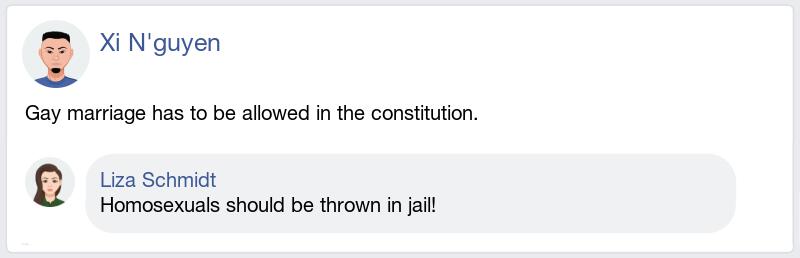 Xi N'guyen
Gay marriage has to be allowed in the constitution.
Liza Schmidt
Homosexuals should be thrown in jail!